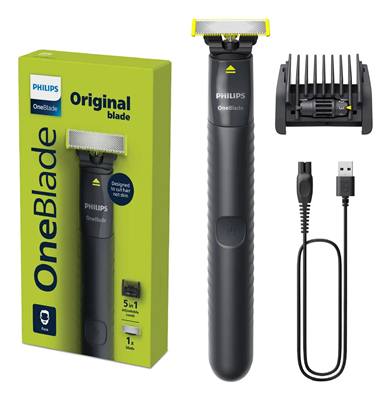 PHILIPS
OneBlade
Original
blade
OneBlade
Designed
to cut hair
not skin
PHILIPS
OneBlade
5 in 1
adjustable
comb
1x
blade
Face
PHILIPS
OneBlade